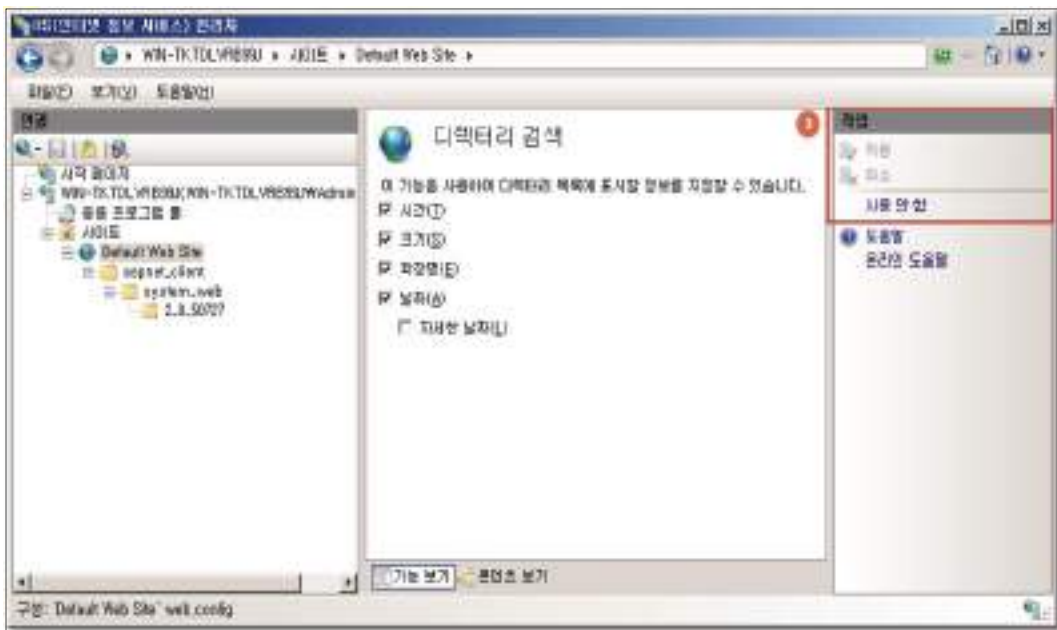 IIS(인터넷 정보 서비스) 관리자
사이트 Default Web Site
파일(F) 보기(V) 도움말(H)
연결
시작 페이지
응용 프로그램 풀
사이트
Default Web Site
aspnet_client
system_web
2_0_50727
디렉터리 검색
이 기능을 사용하여 디렉터리 목록에 표시할 정보를 지정할 수 있습니다.
시간(T)
크기(S)
확장명(E)
날짜(A)
자세한 날짜(L)
기능 보기 콘텐츠 보기
3
작업
적용
취소
사용 안 함
도움말
온라인 도움말
구성: 'Default Web Site' web.config